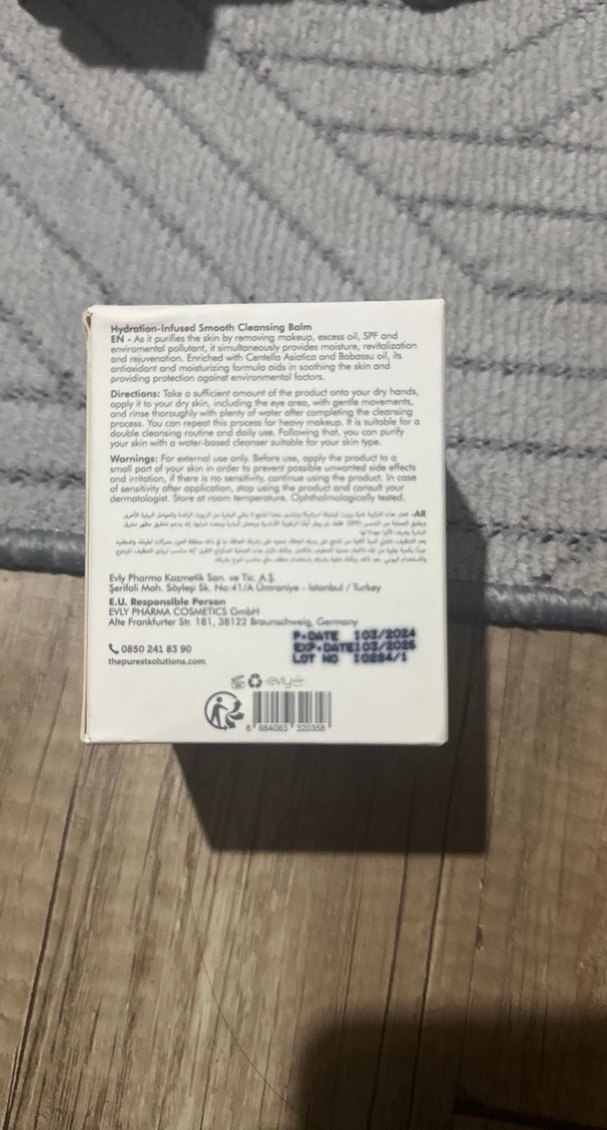 Hydration-Infused Smooth Cleansing Balm
EN - As it purifies the skin by removing makeup, excess oil, SPF and
enviromental pollutant, it simultaneously provides moisture, revitalization
and rejuvenation. Enriched with Centella Asiatica and Babassu oil, its
antioxidant and moisturizing formula aids in soothing the skin and
providing protection against environmental factors.
Directions: Take a sufficient amount of the product onto your dry hands,
apply it to your dry skin, including the eye area, with gentle movements,
and rinse thoroughly with plenty of water after completing the cleansing
process. You can repeat this process for heavy makeup. It is suitable for a
double cleansing routine and daily use. Following that, you can purify
your skin with a water-based cleanser suitable for your skin type.
Warnings: For external use only. Before use, apply the product to a
small part of your skin in order to prevent possible unwanted side effects
and irritation, if there is no sensitivity, continue using the product. In case
of sensitivity after application, stop using the product and consult your
dermatologist. Store at room temperature. Ophthalmologically tested.
AR-
Evly Pharma Kozmetik San. ve Tic. A.Ş.
Şerifali Mah. Söyleşi Sk. No:41/A Ümraniye - İstanbul / Turkey
E.U. Responsible Person
EVLY PHARMA COSMETICS GmbH
Alte Frankfurter Str. 181, 38122 Braunschweig, Germany
P.DATE :03/2024
EXP.DATE:03/2026
LOT NO :0284/1
0850 241 83 90
thepurestsolutions.com
evly
8 684083 320358